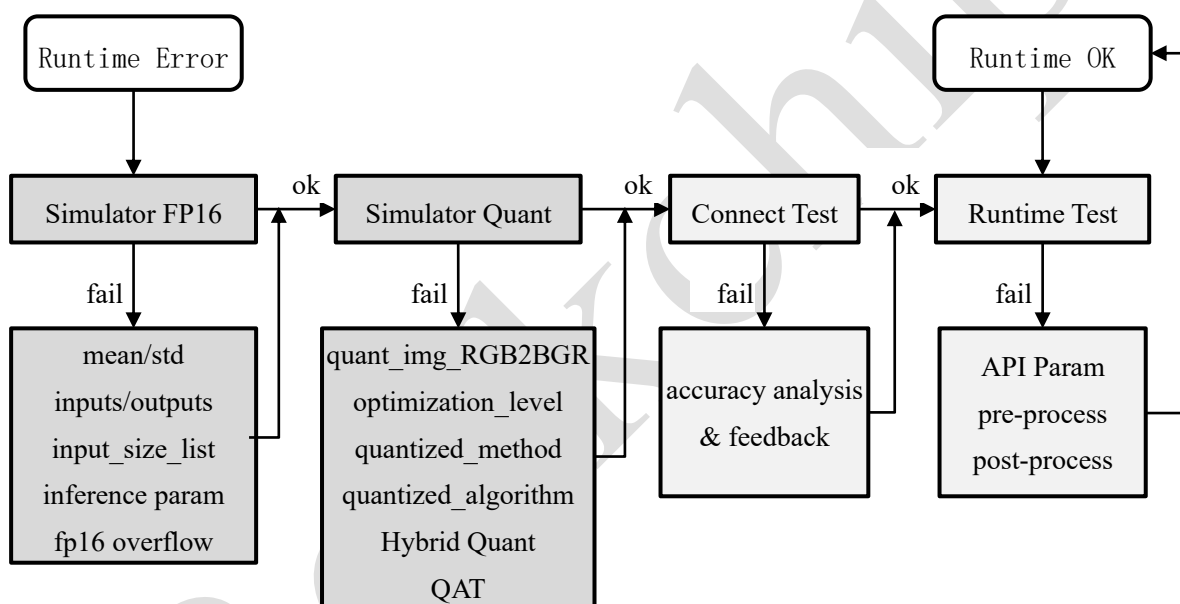 Runtime Error
Runtime OK
ok
ok
ok
Simulator FP16
Simulator Quant
Connect Test
Runtime Test
fail
fail
fail
fail
mean/std
inputs/outputs
input_size_list
inference param
fp16 overflow
quant_img_RGB2BGR
optimization_level
quantized_method
quantized_algorithm
Hybrid Quant
QAT
accuracy analysis
& feedback
API Param
pre-process
post-process